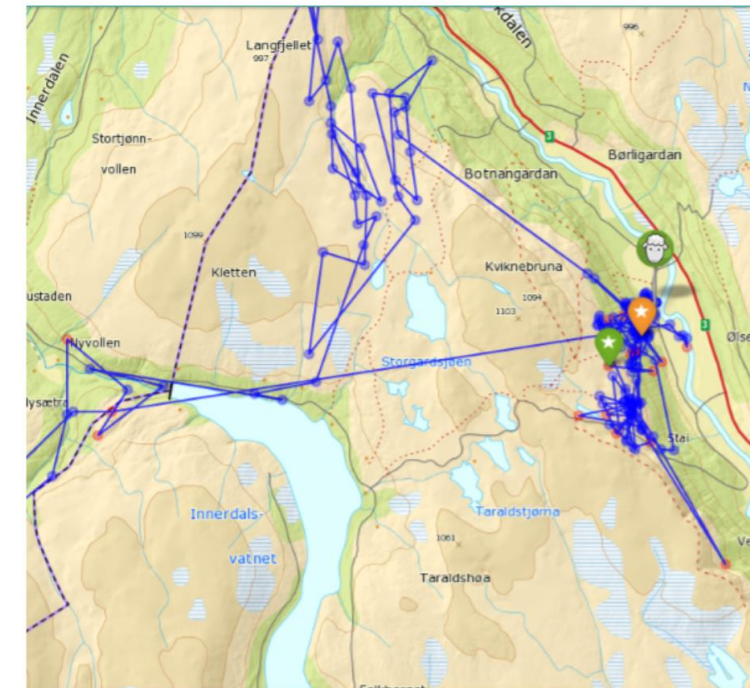 kdalen
996
Langfjellet
997
Innerdalen
Stortjønn-
vollen
3
Børligardan
Botnangardan
1099
Kletten
Kviknebruna
1094
1103
ustaden
3
Ølse
Nyvollen
Storgardsjøen
lysætra
Stai
Innerdals-
vatnet
Taraldstjørna
1061
Ve
Taraldshøa